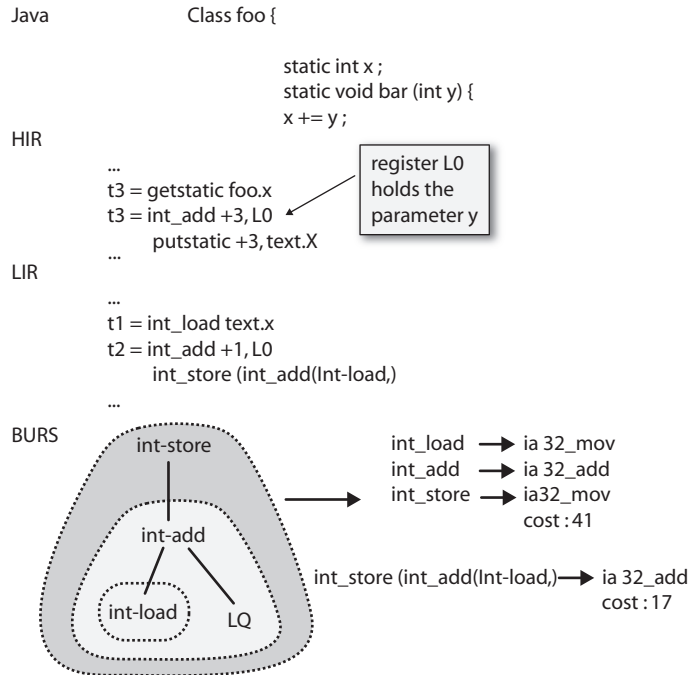 Java Class foo {
static int x ;
static void bar (int y) {
x += y ;
HIR
...
t3 = getstatic foo.x
t3 = int_add +3, L0
putstatic +3, text.X
...
register L0
holds the
parameter y
LIR
...
t1 = int_load text.x
t2 = int_add +1, L0
int_store (int_add(Int-load,)
...
BURS
int-store
int-add
int-load
LQ
int_load ia 32_mov
int_add ia 32_add
int_store ia32_mov
cost : 41
int_store (int_add(Int-load,) ia 32_add
cost : 17